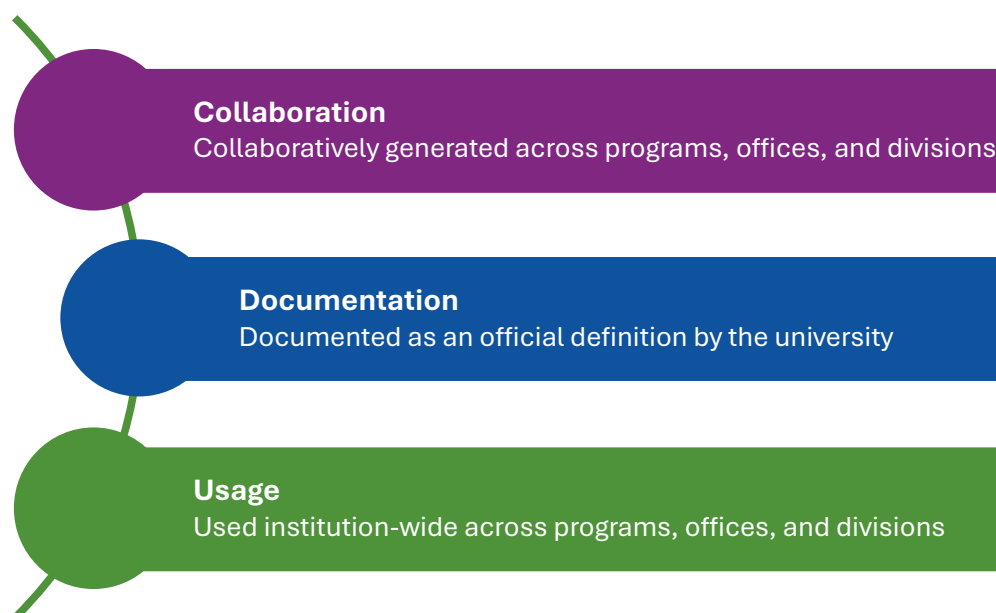 Collaboration
Collaboratively generated across programs, offices, and divisions
Documentation
Documented as an official definition by the university
Usage
Used institution-wide across programs, offices, and divisions